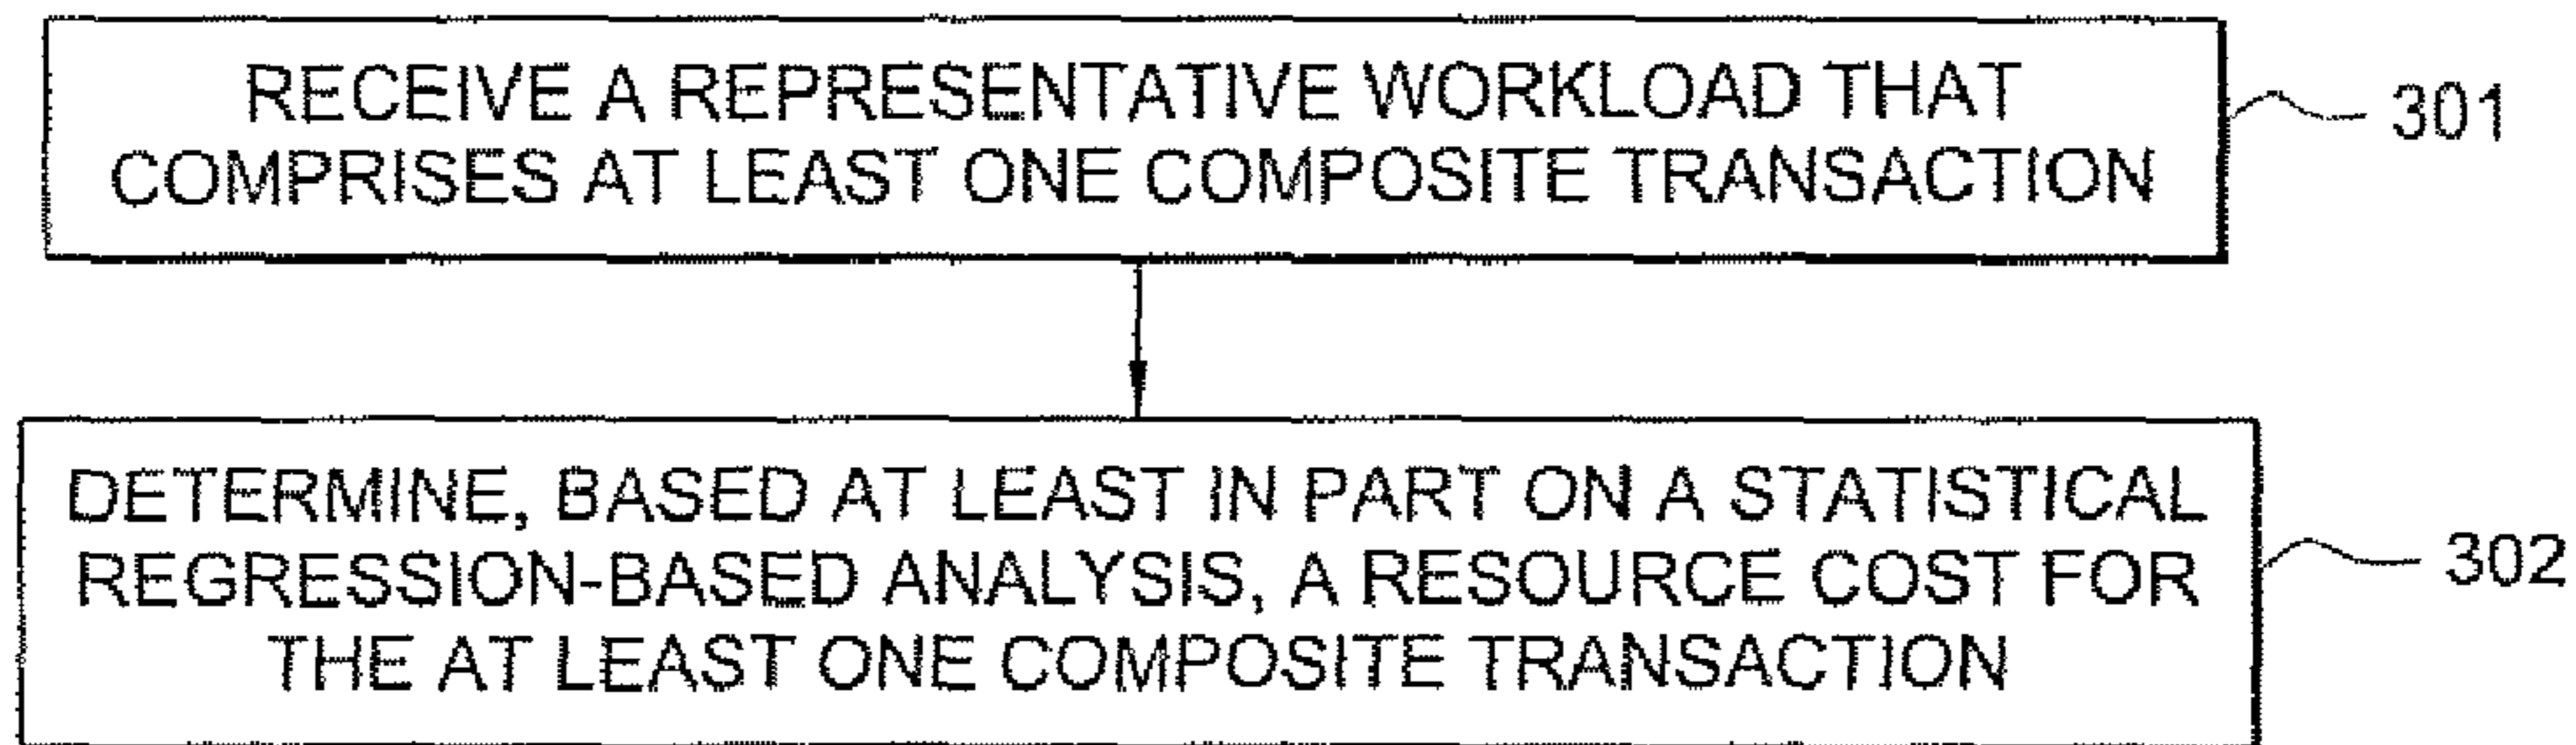 RECEIVE A REPRESENTATIVE WORKLOAD THAT
COMPRISES AT LEAST ONE COMPOSITE TRANSACTION
301
DETERMINE, BASED AT LEAST IN PART ON A STATISTICAL
REGRESSION-BASED ANALYSIS, A RESOURCE COST FOR
THE AT LEAST ONE COMPOSITE TRANSACTION
302